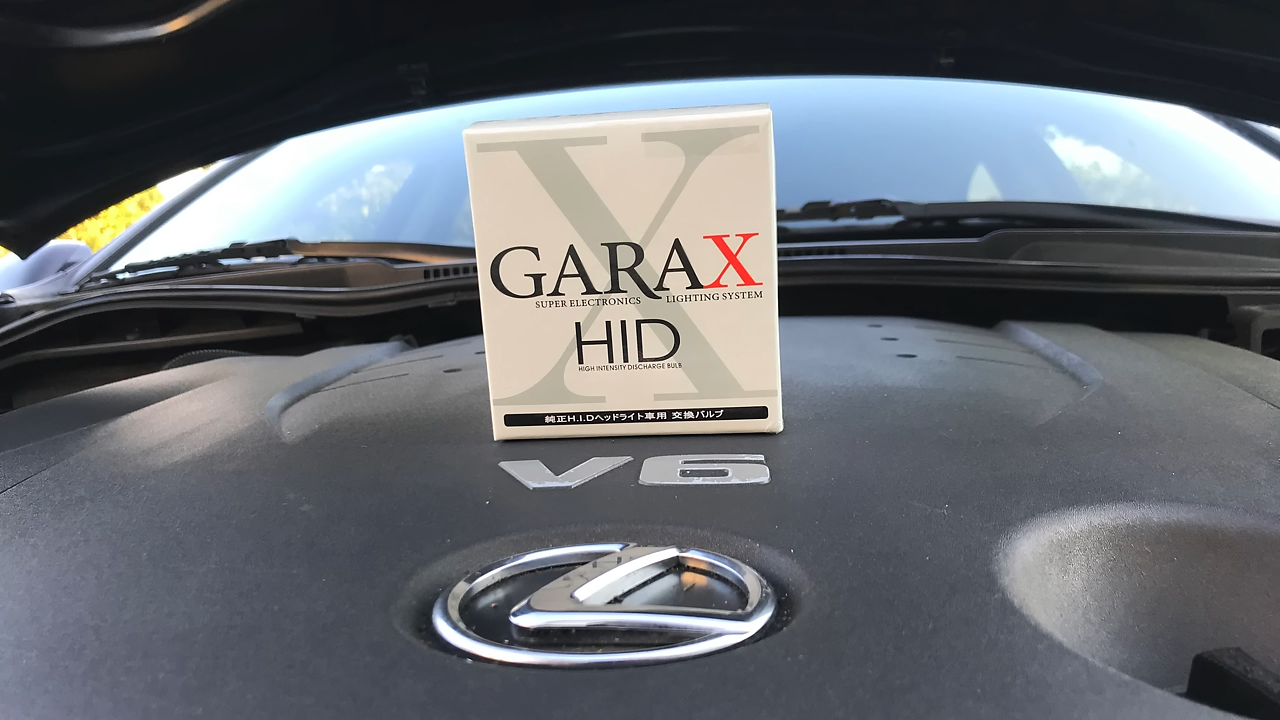 X
GARAX
SUPER ELECTRONICS LIGHTING SYSTEM
HID
HIGH INTENSITY DISCHARGE BULB
純正H.I.Dヘッドライト車用 交換バルブ
V6